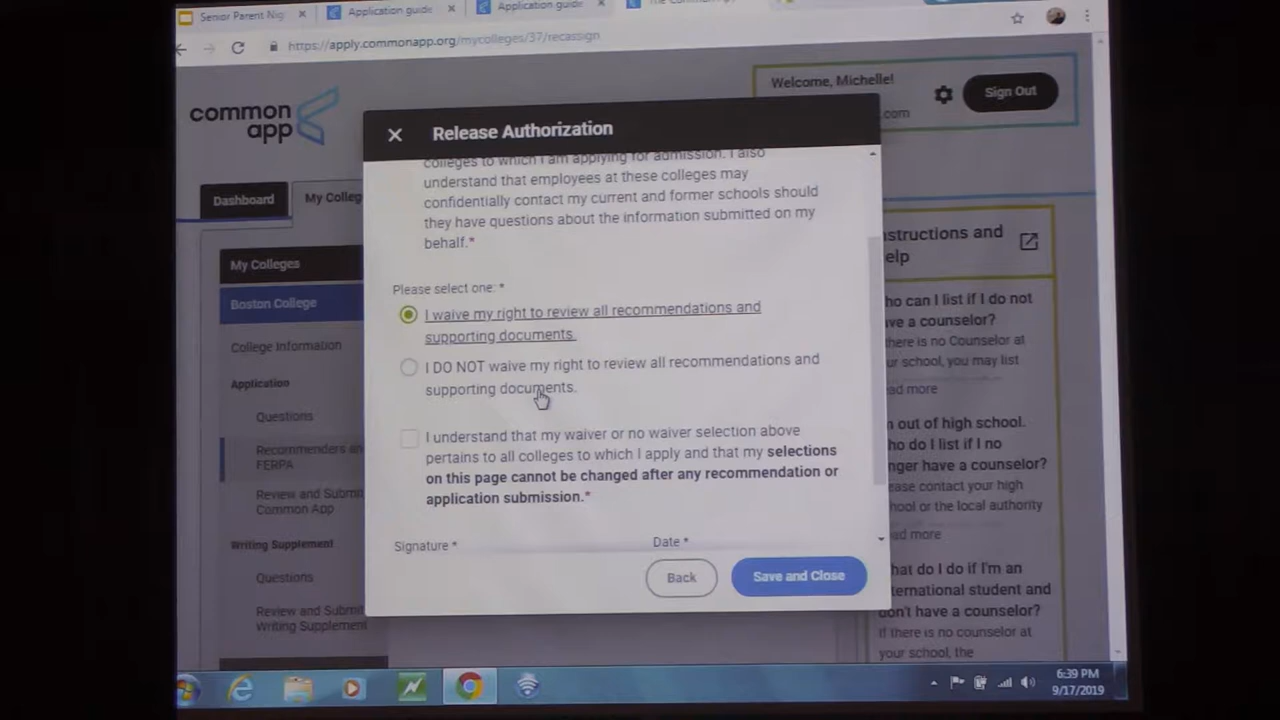 Senior Parent Nig
Application guide
Application guide
https://apply.commonapp.org/mycolleges/37/recassign
common
app
Welcome, Michelle!
.com
Sign Out
Dashboard
My Colleg
My Colleges
Boston College
College Information
Application
Questions
Recommenders an
FERPA
Review and Submi
Common App
Writing Supplement
Questions
Review and Submit
Writing Supplement
Release Authorization
colleges to which I am applying for admission. I also
understand that employees at these colleges may
confidentially contact my current and former schools should
they have questions about the information submitted on my
behalf.*
Please select one: *
I waive my right to review all recommendations and
supporting documents.
I DO NOT waive my right to review all recommendations and
supporting documents.
I understand that my waiver or no waiver selection above
pertains to all colleges to which I apply and that my selections
on this page cannot be changed after any recommendation or
application submission.*
Signature *
Date *
Back
Save and Close
nstructions and
elp
ho can I list if I do not
ve a counselor?
there is no Counselor at
ur school, you may list
ad more
out of high school.
ho do I list if I no
nger have a counselor?
ease contact your high
hool or the local authority
ad more
hat do I do if I'm an
ternational student and
on't have a counselor?
If there is no counselor at
your school, the
6:39 PM
9/17/2019